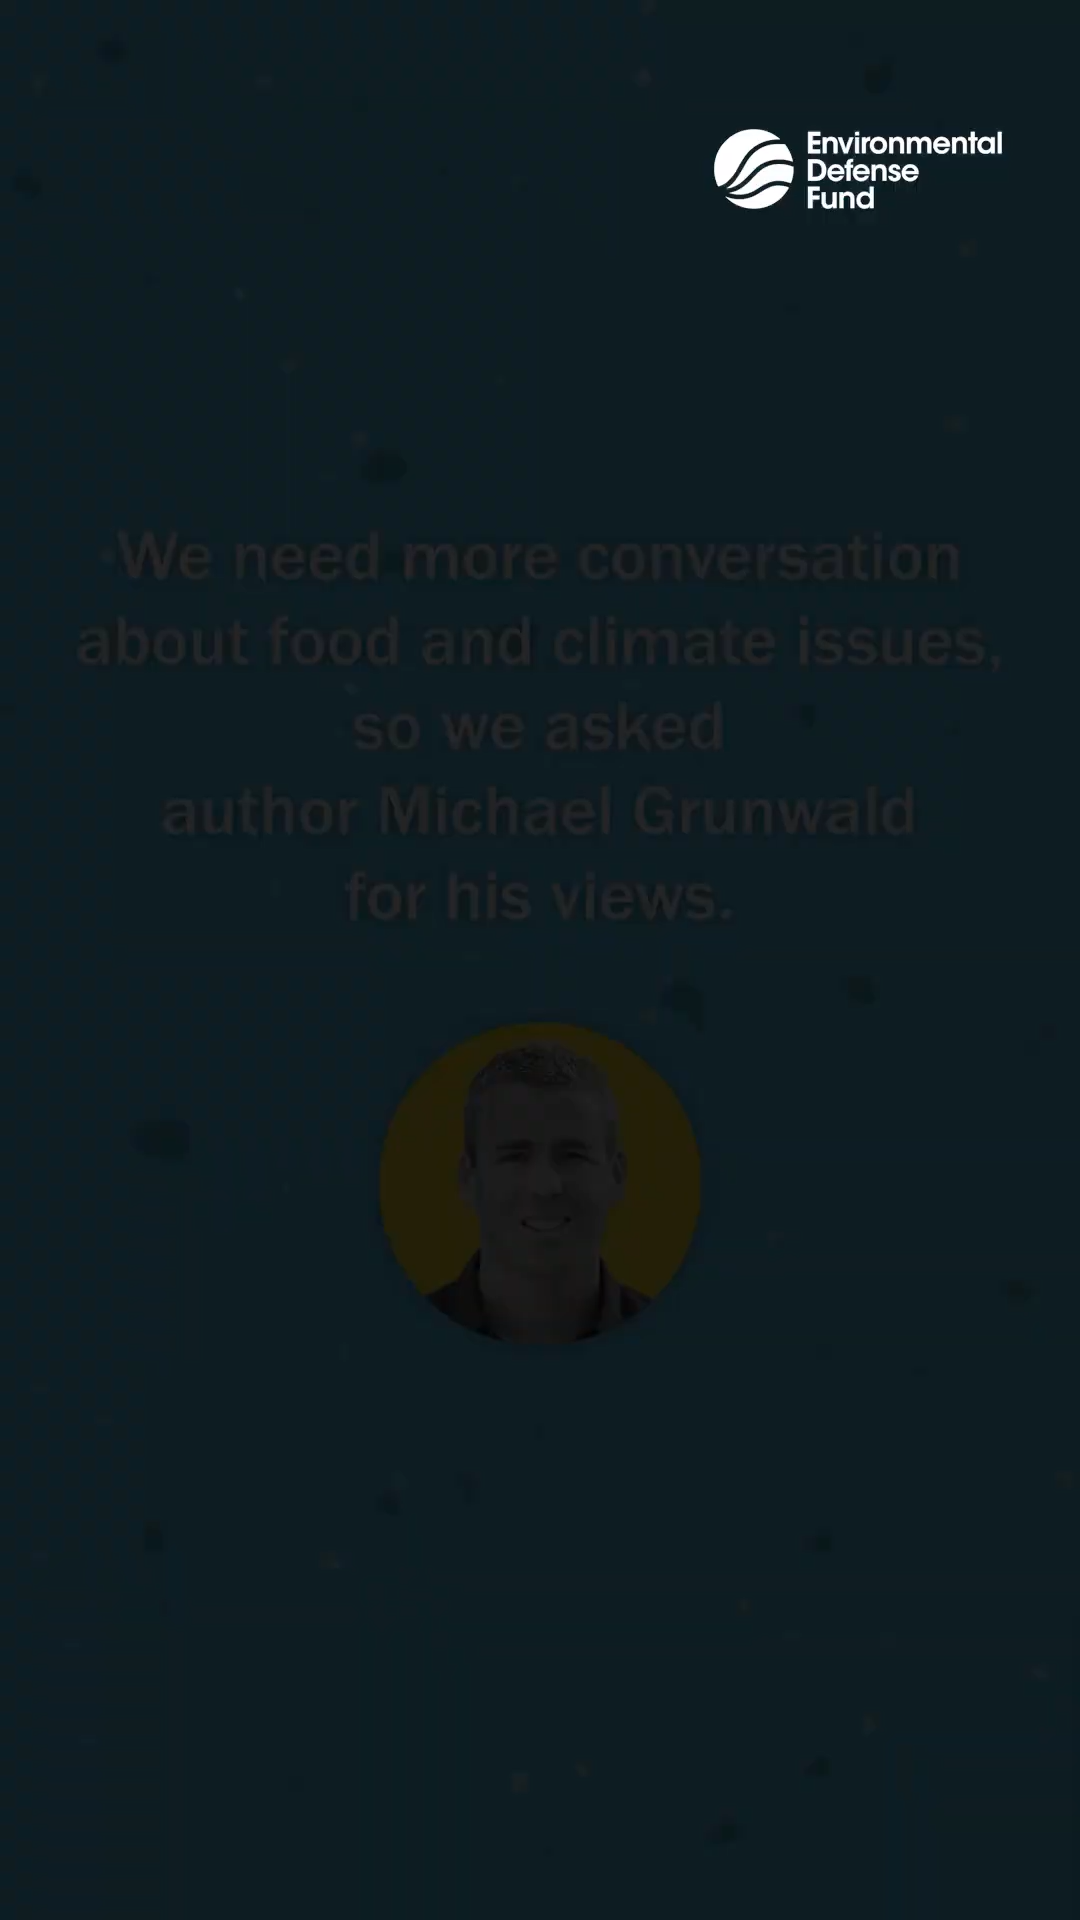 Environmental
Defense
Fund
We need more conversation
about food and climate issues,
so we asked
author Michael Grunwald
for his views.